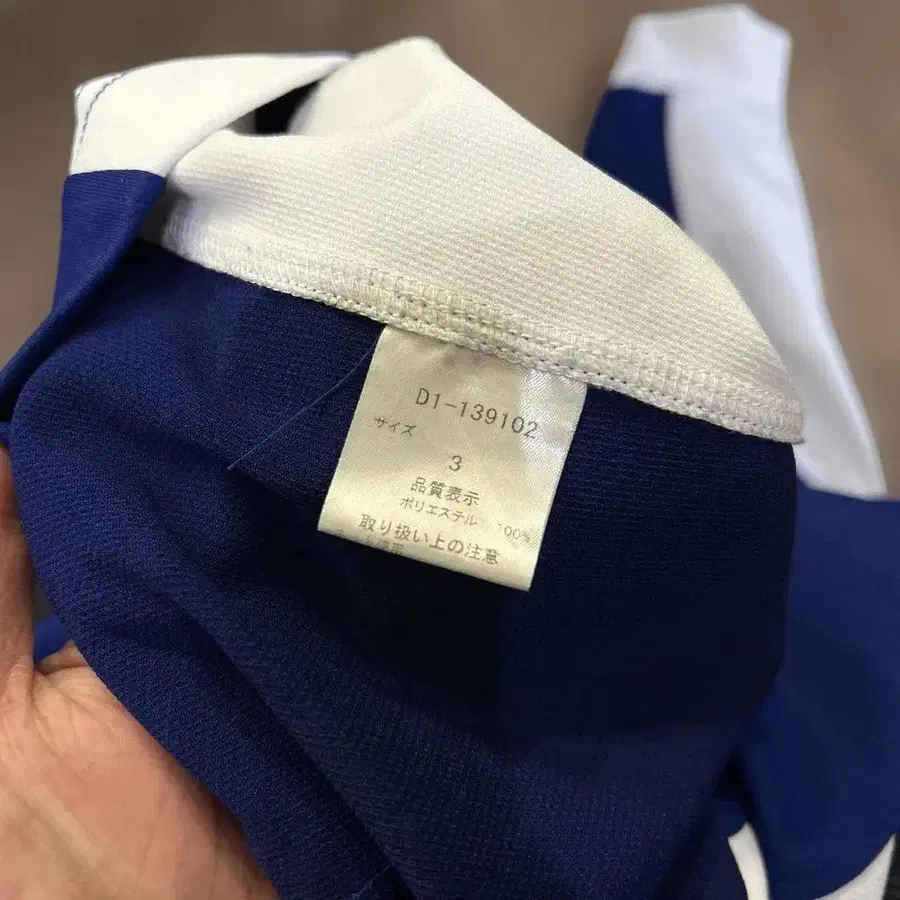 D1-139102
サイズ
3
品質表示
ポリエステル 100%
取り扱い上の注意